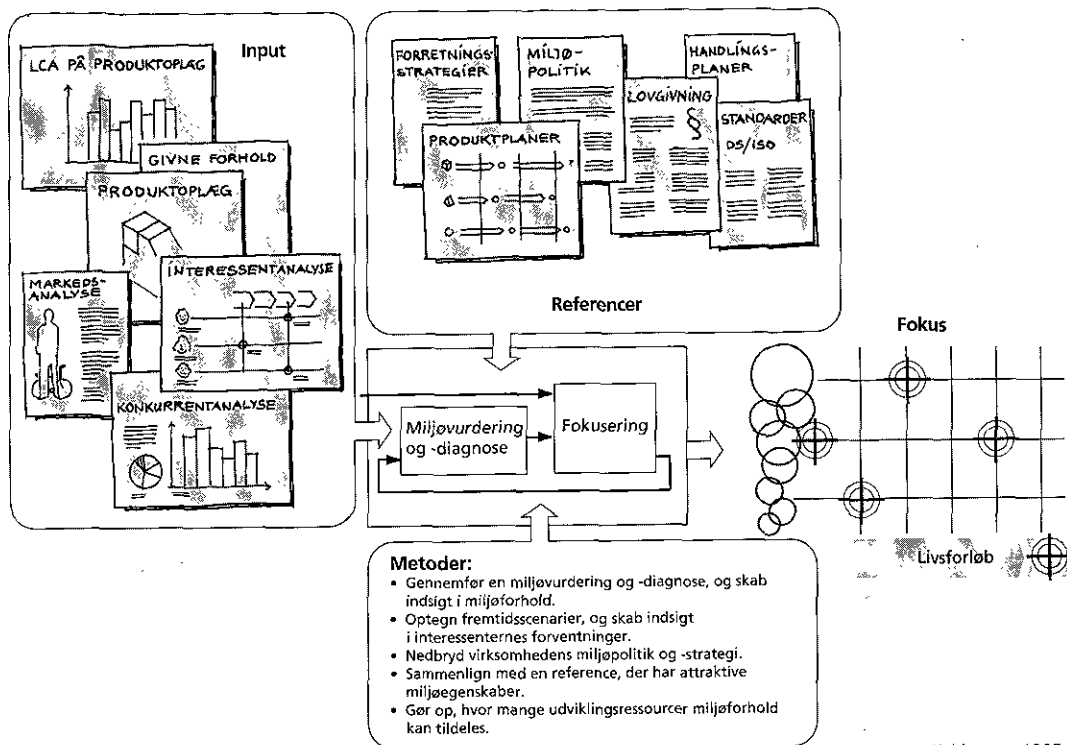 Input
LCA PÅ PRODUKTOPLÆG
GIVNE FORHOLD
PRODUKTOPLÆG
INTERESSENTANALYSE
MARKEDS-
ANALYSE
KONKURRENTANALYSE
FORRETNINGS-
STRATEGIER
MILJØ-
POLITIK
HANDLINGS-
PLANER
LOVGIVNING
§
STANDARDER
DS/ISO
PRODUKTPLANER
Referencer
Miljøvurdering
og -diagnose
Fokusering
Fokus
Livsforløb
Metoder:
• Gennemfør en miljøvurdering og -diagnose, og skab
indsigt i miljøforhold.
• Optegn fremtidsscenarier, og skab indsigt
i interessenternes forventninger.
• Nedbryd virksomhedens miljøpolitik og -strategi.
• Sammenlign med en reference, der har attraktive
miljøegenskaber.
• Gør op, hvor mange udviklingsressourcer miljøforhold
kan tildeles.